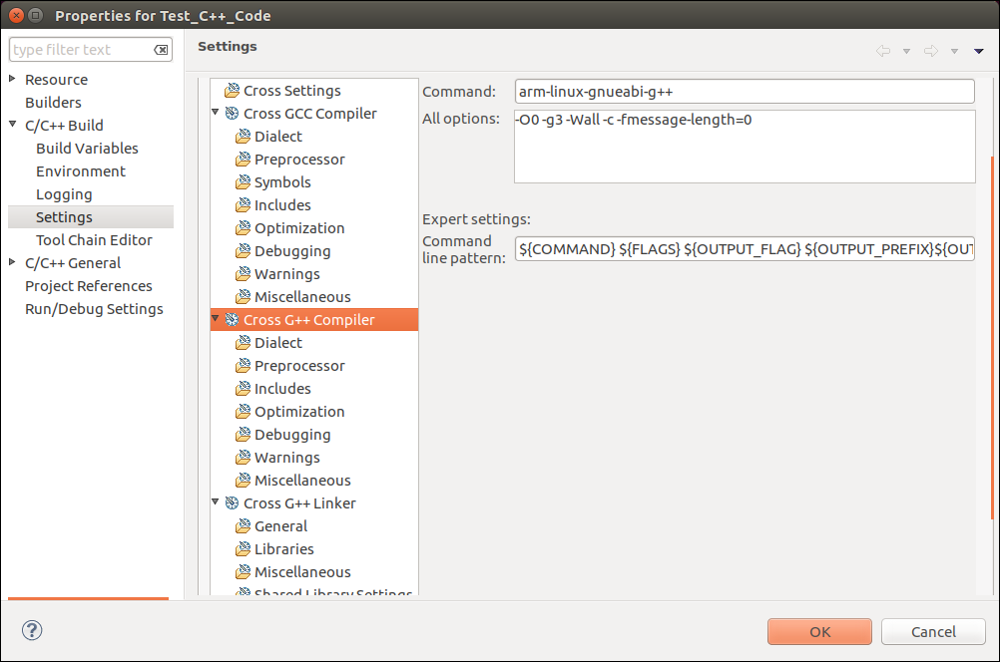 Properties for Test_C++_Code
type filter text
Resource
Builders
C/C++ Build
Build Variables
Environment
Logging
Settings
Tool Chain Editor
C/C++ General
Project References
Run/Debug Settings
Settings
Cross Settings
Cross GCC Compiler
Dialect
Preprocessor
Symbols
Includes
Optimization
Debugging
Warnings
Miscellaneous
Cross G++ Compiler
Dialect
Preprocessor
Includes
Optimization
Debugging
Warnings
Miscellaneous
Cross G++ Linker
General
Libraries
Miscellaneous
Shared Library Settings
Command: arm-linux-gnueabi-g++
All options: -O0 -g3 -Wall -c -fmessage-length=0
Expert settings:
Command
line pattern: ${COMMAND} ${FLAGS} ${OUTPUT_FLAG} ${OUTPUT_PREFIX}${OUT
?
OK
Cancel